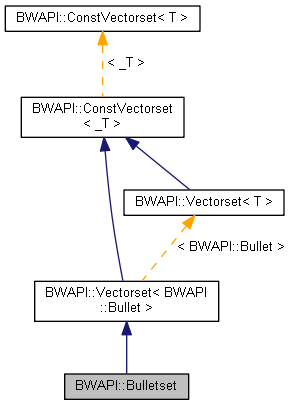 BWAPI::ConstVectorset< T >
< _T >
BWAPI::ConstVectorset
< _T >
BWAPI::Vectorset< T >
< BWAPI::Bullet >
BWAPI::Vectorset< BWAPI
::Bullet >
BWAPI::Bulletset